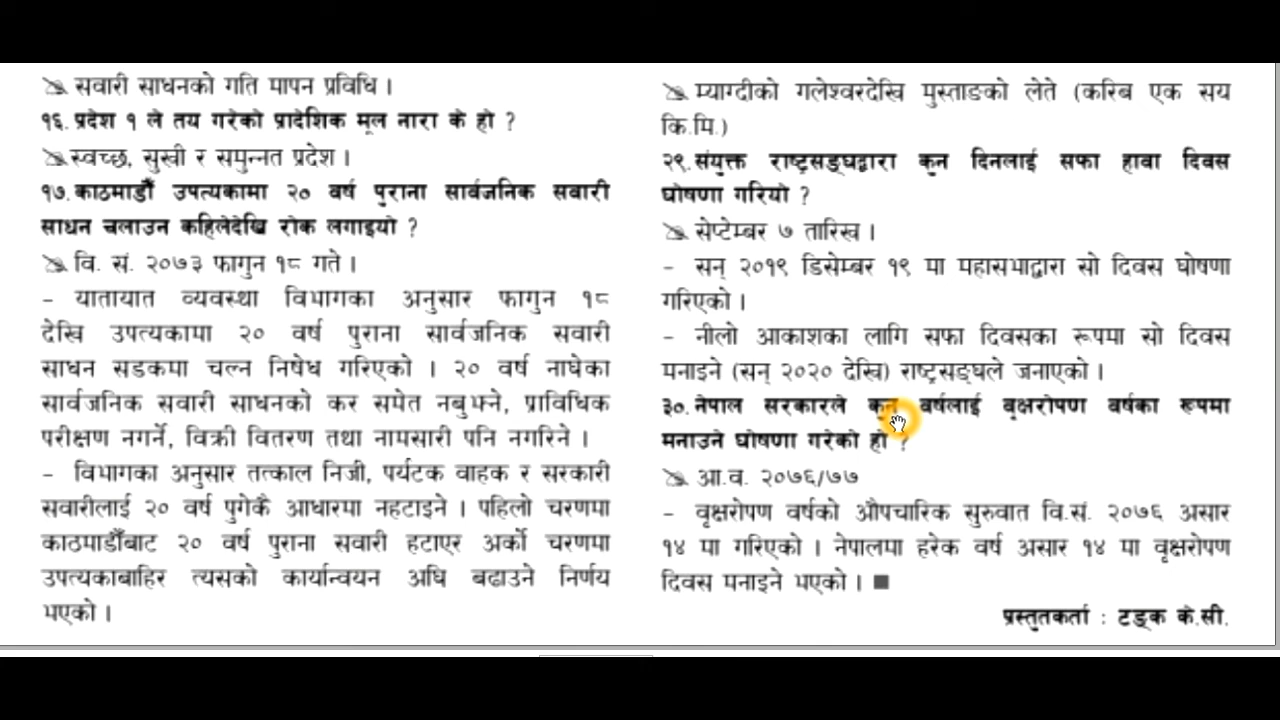 सवारी साधनको गति मापन प्रविधि ।
१६. प्रदेश १ ले तय गरेको प्रादेशिक मूल नारा के हो ?
स्वच्छ, सुखी र समुन्नत प्रदेश ।
१७. काठमाडौँ उपत्यकामा २० वर्ष पुराना सार्वजनिक सवारी
साधन चलाउन कहिलेदेखि रोक लगाइयो ?
वि. सं. २०७३ फागुन १८ गते ।
- यातायात व्यवस्था विभागका अनुसार फागुन १८
देखि उपत्यकामा २० वर्ष पुराना सार्वजनिक सवारी
साधन सडकमा चल्न निषेध गरिएको । २० वर्ष नाघेका
सार्वजनिक सवारी साधनको कर समेत नबुझ्ने, प्राविधिक
परीक्षण नगर्ने, विक्री वितरण तथा नामसारी पनि नगरिने ।
- विभागका अनुसार तत्काल निजी, पर्यटक वाहक र सरकारी
सवारीलाई २० वर्ष पुगेकै आधारमा नहटाइने । पहिलो चरणमा
काठमाडौँबाट २० वर्ष पुराना सवारी हटाएर अर्को चरणमा
उपत्यकाबाहिर त्यसको कार्यान्वयन अघि बढाउने निर्णय
भएको ।
म्याग्दीको गलेश्वरदेखि मुस्ताङको लेते (करिब एक सय
कि.मि.)
२९. संयुक्त राष्ट्रसङ्घद्वारा कुन दिनलाई सफा हावा दिवस
घोषणा गरियो ?
सेप्टेम्बर ७ तारिख ।
- सन् २०१९ डिसेम्बर १९ मा महासभाद्वारा सो दिवस घोषणा
गरिएको ।
- नीलो आकाशका लागि सफा दिवसका रूपमा सो दिवस
मनाइने (सन् २०२० देखि) राष्ट्रसङ्घले जनाएको ।
३०. नेपाल सरकारले कुन वर्षलाई वृक्षरोपण वर्षका रूपमा
मनाउने घोषणा गरेको हो ?
आ.व. २०७६/७७
- वृक्षरोपण वर्षको औपचारिक सुरुवात वि.सं. २०७६ असार
१४ मा गरिएको । नेपालमा हरेक वर्ष असार १४ मा वृक्षरोपण
दिवस मनाइने भएको ।
प्रस्तुतकर्ता : टङ्क के.सी.